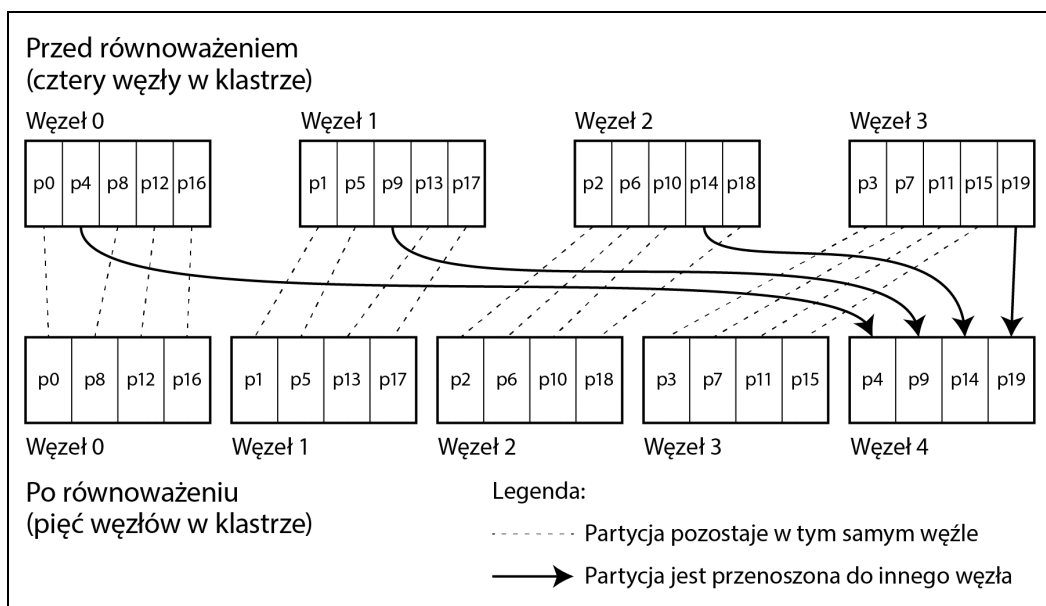 Przed równoważeniem
(cztery węzły w klastrze)
Węzeł 0 Węzeł 1 Węzeł 2 Węzeł 3
p0 p4 p8 p12 p16 p1 p5 p9 p13 p17 p2 p6 p10 p14 p18 p3 p7 p11 p15 p19
p0 p8 p12 p16 p1 p5 p13 p17 p2 p6 p10 p18 p3 p7 p11 p15 p4 p9 p14 p19
Węzeł 0 Węzeł 1 Węzeł 2 Węzeł 3 Węzeł 4
Po równoważeniu
(pięć węzłów w klastrze)
Legenda:
Partycja pozostaje w tym samym węźle
Partycja jest przenoszona do innego węzła